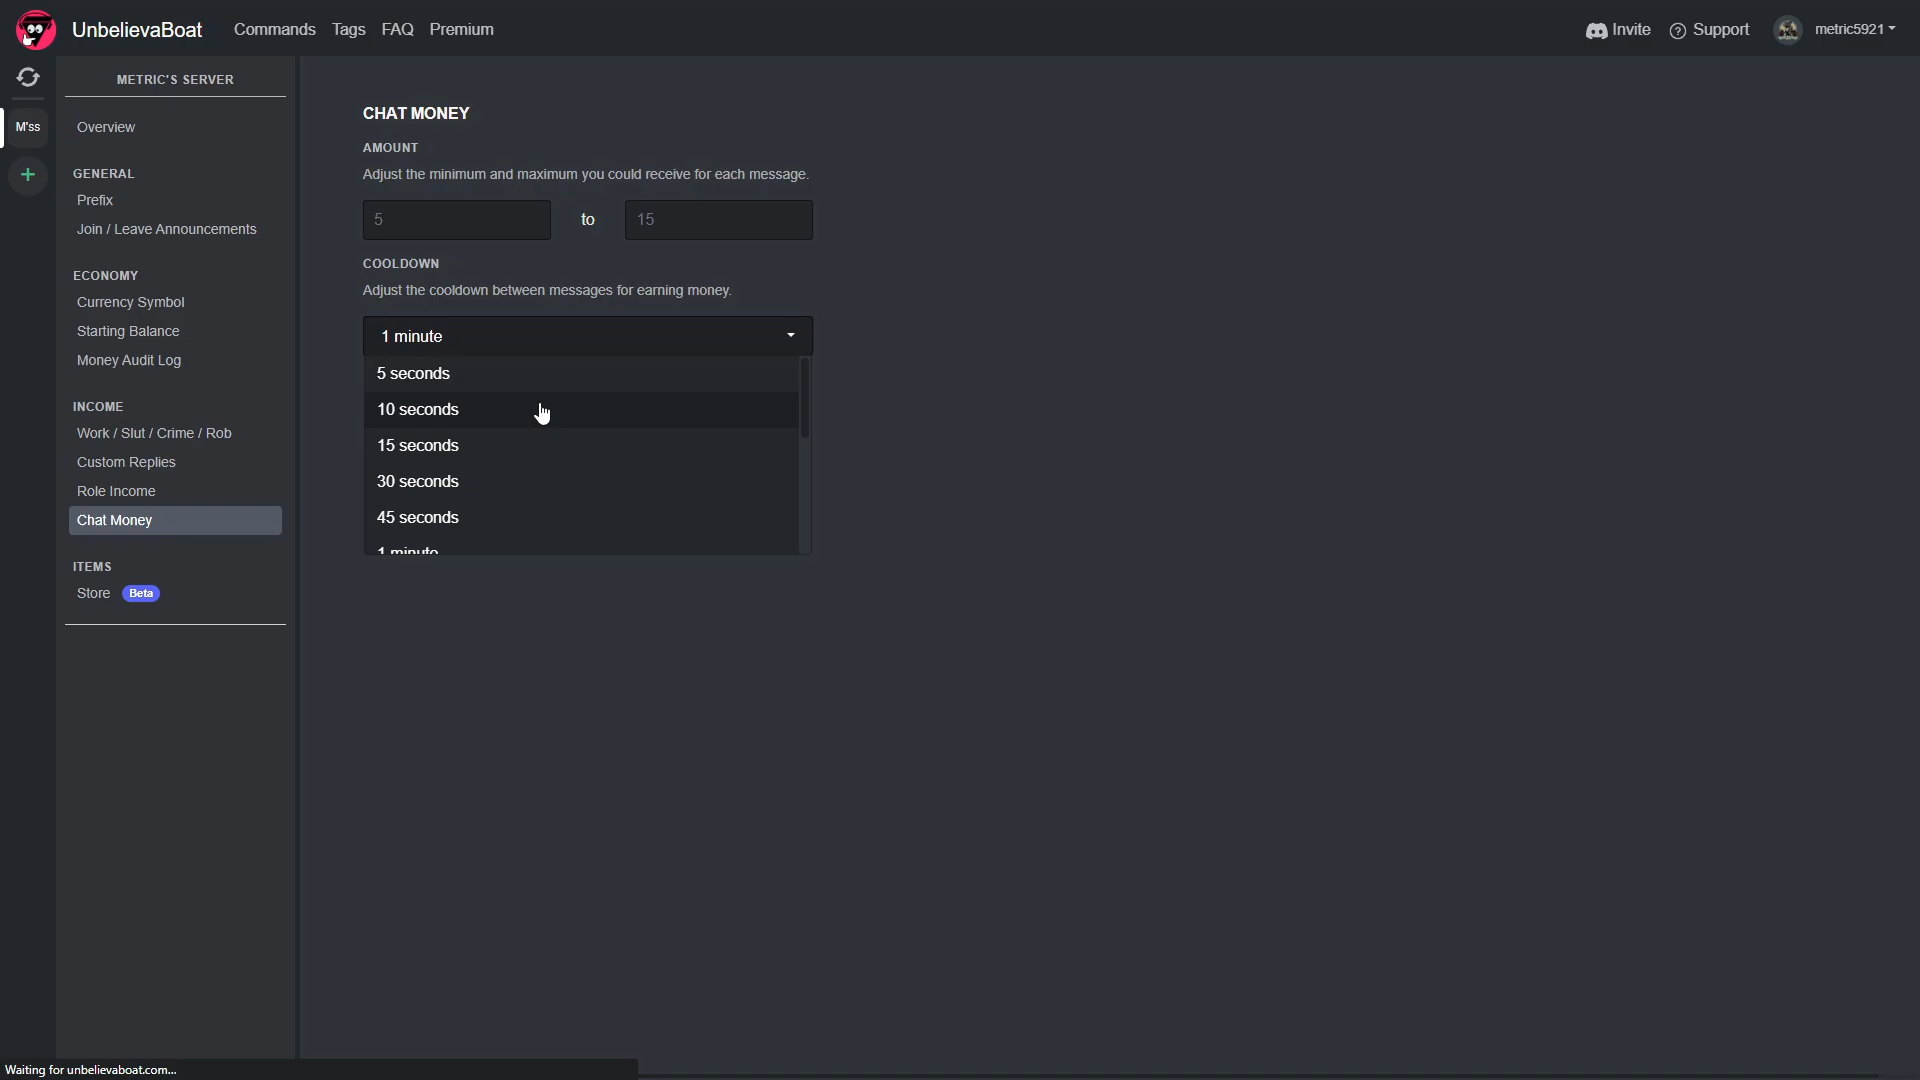 UnbelievaBoat Commands Tags FAQ Premium Invite Support metric5921
METRIC'S SERVER
M'ss
Overview
GENERAL
Prefix
Join / Leave Announcements
ECONOMY
Currency Symbol
Starting Balance
Money Audit Log
INCOME
Work / Slut / Crime / Rob
Custom Replies
Role Income
Chat Money
ITEMS
Store Beta
CHAT MONEY
AMOUNT
Adjust the minimum and maximum you could receive for each message.
5 to 15
COOLDOWN
Adjust the cooldown between messages for earning money.
1 minute
5 seconds
10 seconds
15 seconds
30 seconds
45 seconds
1 minute
Waiting for unbelievaboat.com...